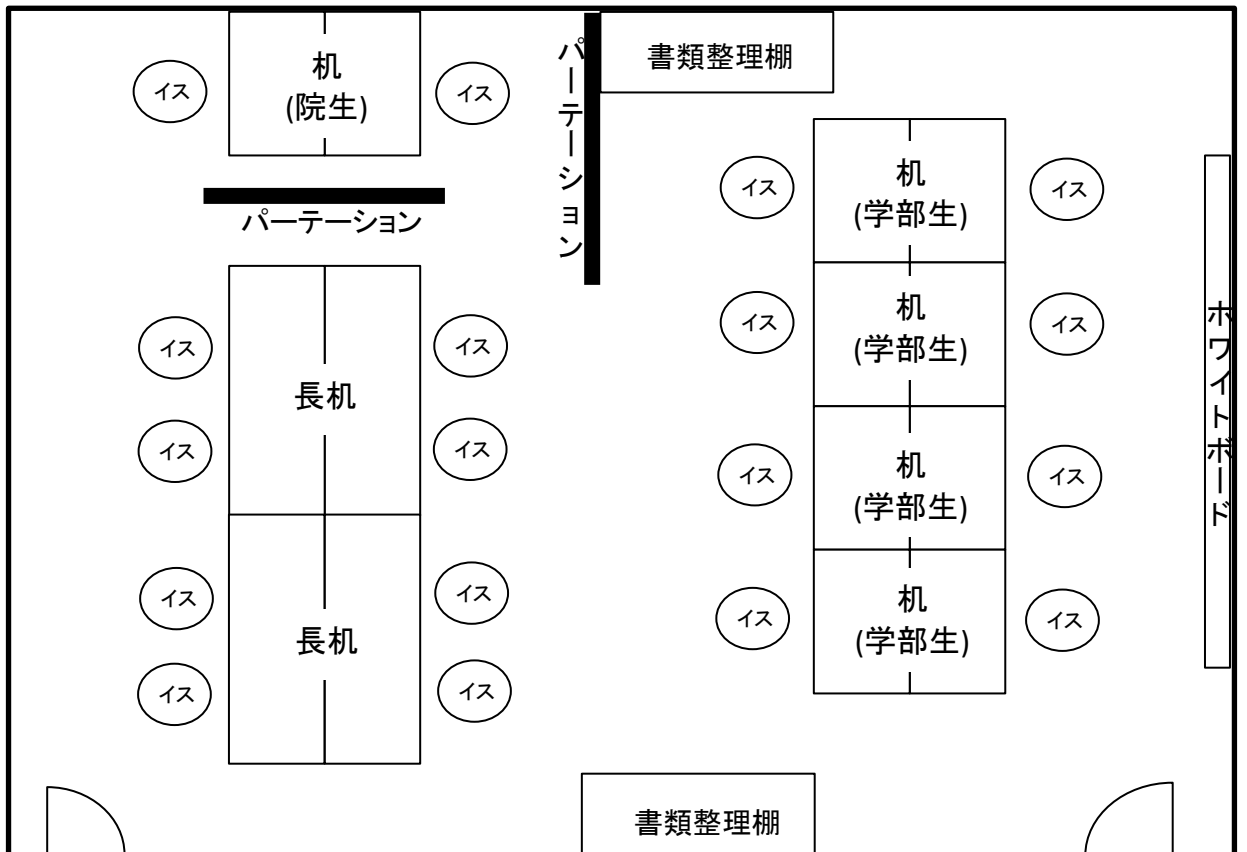 机
(院生)
イス
イス
パーテーション
パーテーション
書類整理棚
イス
机
(学部生)
イス
イス
机
(学部生)
イス
イス
机
(学部生)
イス
イス
机
(学部生)
イス
ホワイトボード
イス
イス
長机
イス
イス
イス
イス
長机
イス
イス
書類整理棚